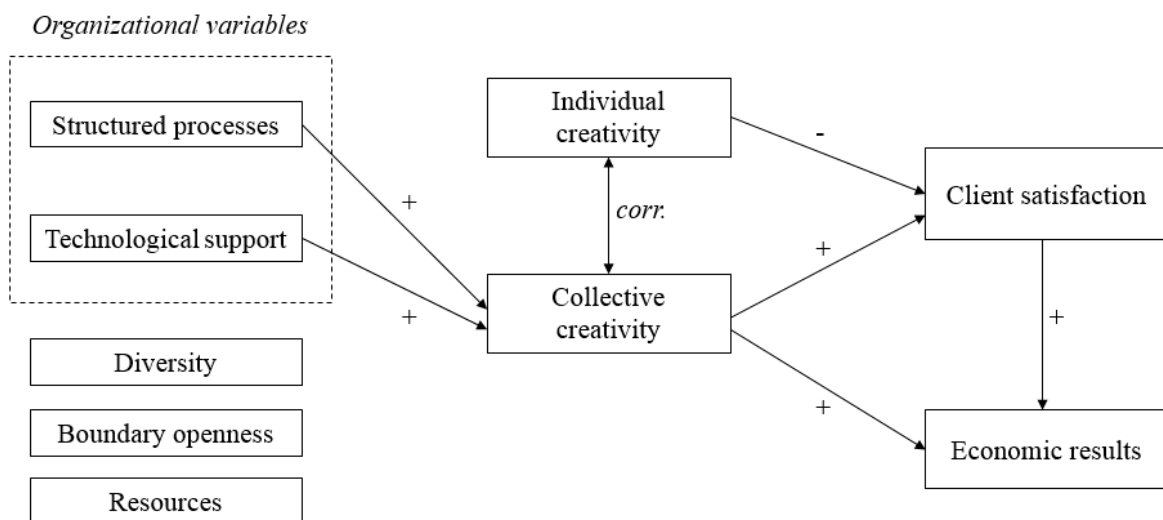 Organizational variables
Structured processes
Technological support
Diversity
Boundary openness
Resources
+
+
Individual
creativity
corr.
Collective
creativity
-
+
+
Client satisfaction
+
Economic results